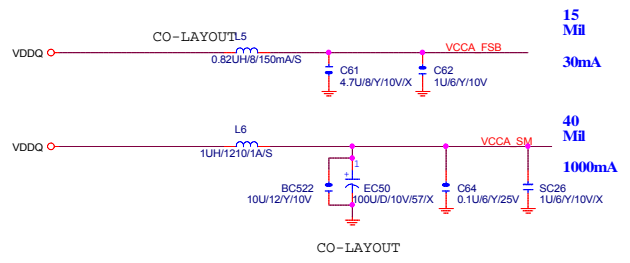 15
Mil
CO-LAYOUT
L5
VCCA_FSB
VDDQ
0.82UH/8/150mA/S
C61
4.7U/8/Y/10V/X
C62
1U/6/Y/10V
30mA
40
Mil
L6
VCCA_SM
VDDQ
1UH/1210/1A/S
1000mA
1
+
BC522
10U/12/Y/10V
EC50
100U/D/10V/57/X
C64
0.1U/6/Y/25V
SC26
1U/6/Y/10V/X
CO-LAYOUT